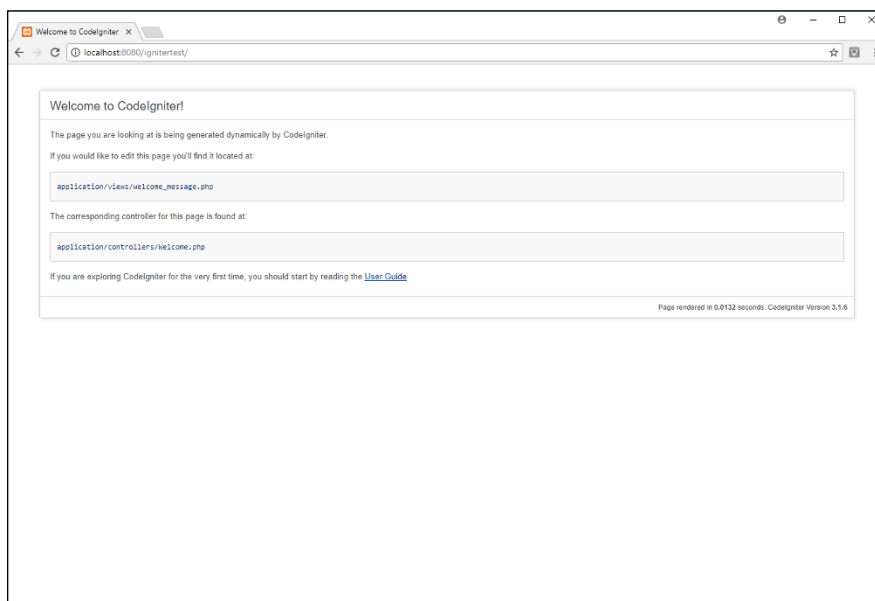 Welcome to CodeIgniter
localhost:8080/ignitertest/
Welcome to CodeIgniter!
The page you are looking at is being generated dynamically by CodeIgniter.
If you would like to edit this page you'll find it located at:
application/views/welcome_message.php
The corresponding controller for this page is found at:
application/controllers/Welcome.php
If you are exploring CodeIgniter for the very first time, you should start by reading the User Guide.
Page rendered in 0.0132 seconds. CodeIgniter Version 3.1.6